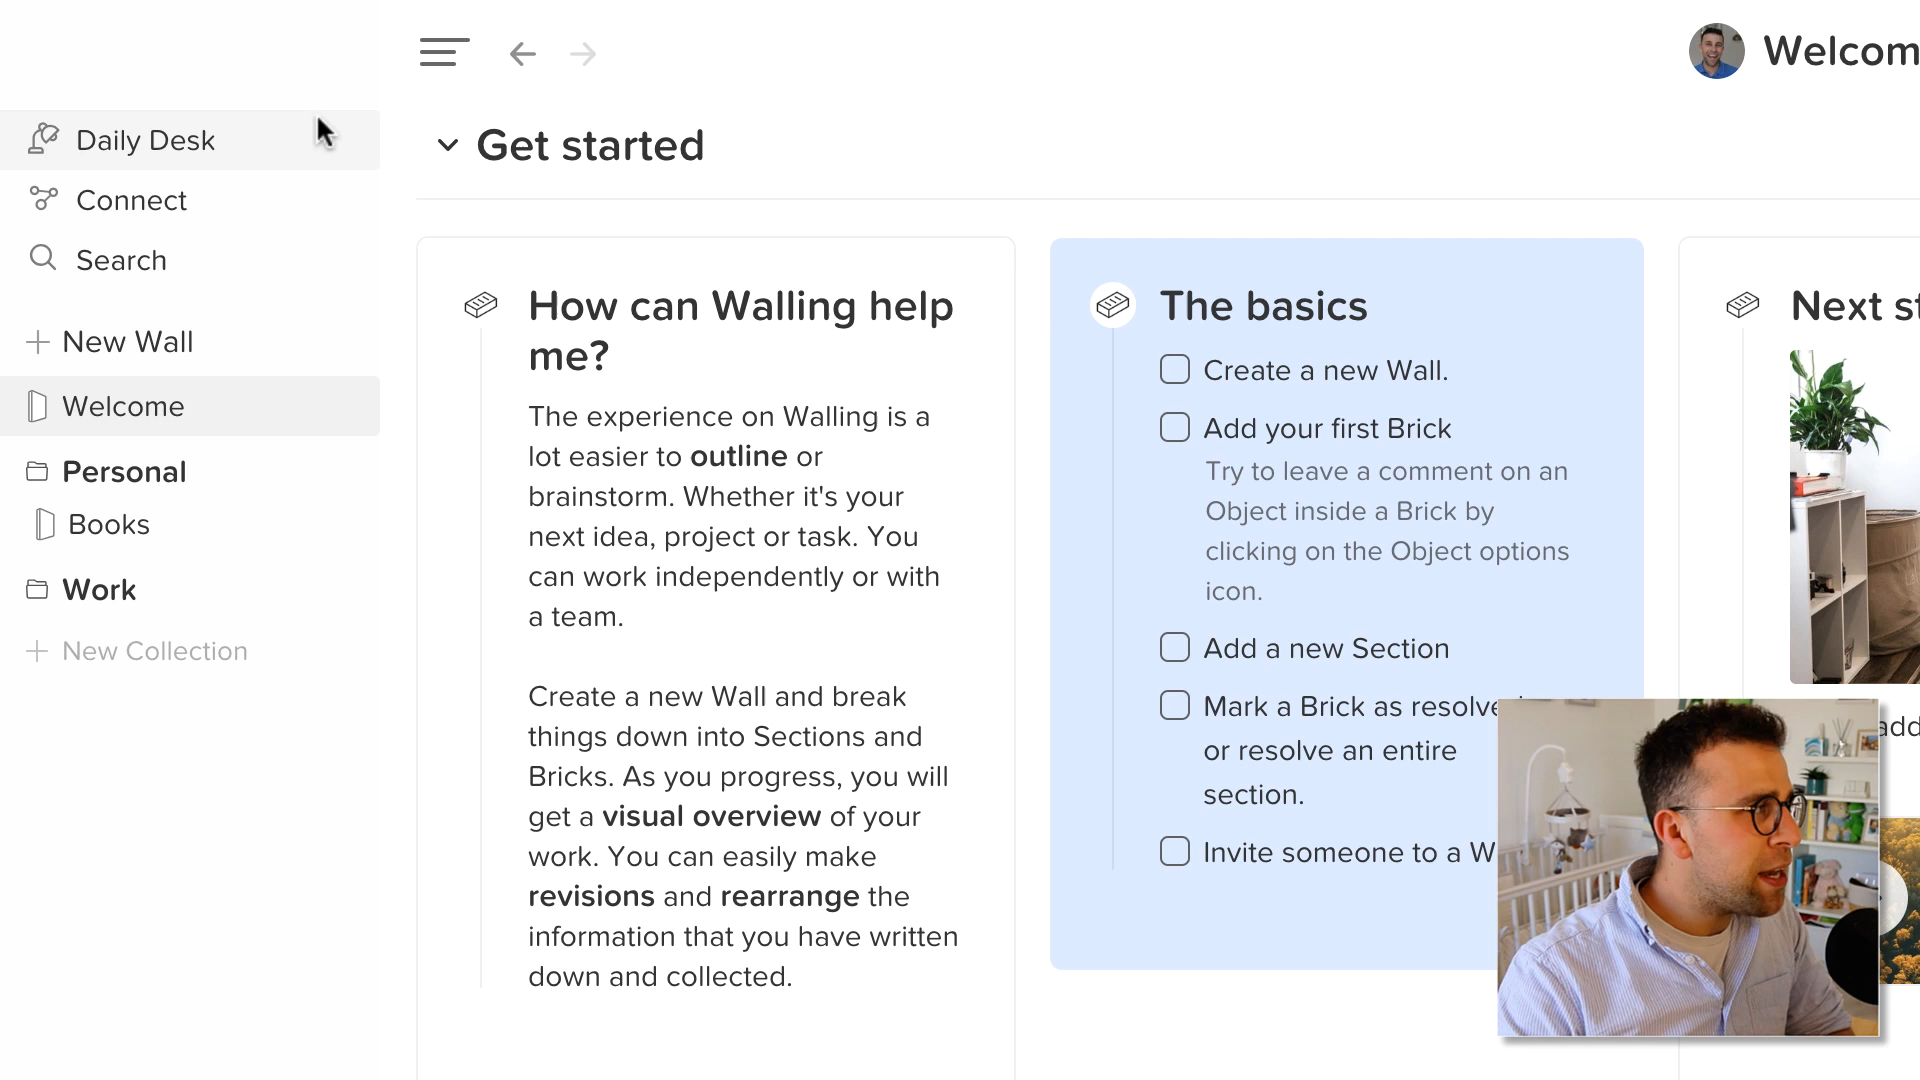 Welcom
Daily Desk
Connect
Search
New Wall
Welcome
Personal
Books
Work
New Collection
Get started
How can Walling help
me?
The experience on Walling is a
lot easier to outline or
brainstorm. Whether it's your
next idea, project or task. You
can work independently or with
a team.
Create a new Wall and break
things down into Sections and
Bricks. As you progress, you will
get a visual overview of your
work. You can easily make
revisions and rearrange the
information that you have written
down and collected.
The basics
Create a new Wall.
Add your first Brick
Try to leave a comment on an
Object inside a Brick by
clicking on the Object options
icon.
Add a new Section
Mark a Brick as resolve
or resolve an entire
section.
Invite someone to a W
Next st
add